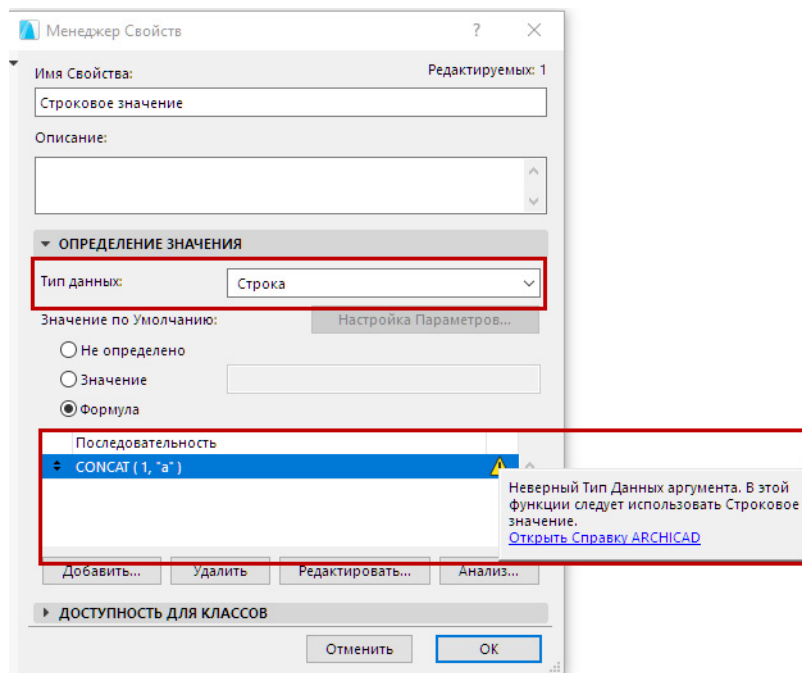 Менеджер Свойств
?
Имя Свойства:
Редактируемых: 1
Строковое значение
Описание:
ОПРЕДЕЛЕНИЕ ЗНАЧЕНИЯ
Тип данных:
Строка
Значение по Умолчанию:
Настройка Параметров...
Не определено
Значение
Формула
Последовательность
CONCAT ( 1, "a" )
Неверный Тип Данных аргумента. В этой
функции следует использовать Строковое
значение.
Открыть Справку ARCHICAD
Добавить...
Удалить
Редактировать...
Анализ...
ДОСТУПНОСТЬ ДЛЯ КЛАССОВ
Отменить
OK